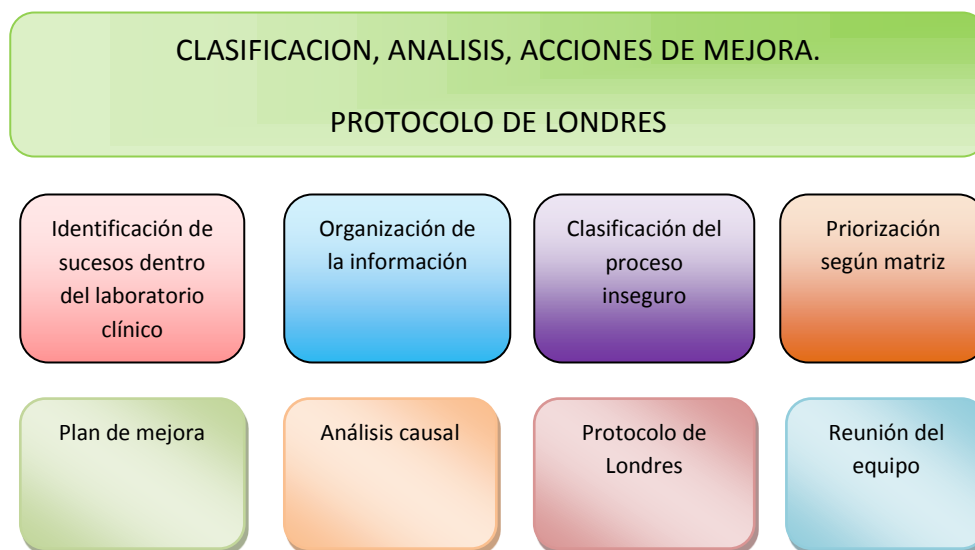 CLASIFICACION, ANALISIS, ACCIONES DE MEJORA.
PROTOCOLO DE LONDRES
Identificación de
sucesos dentro
del laboratorio
clínico
Organización de
la información
Clasificación del
proceso
inseguro
Priorización
según matriz
Plan de mejora
Análisis causal
Protocolo de
Londres
Reunión del
equipo